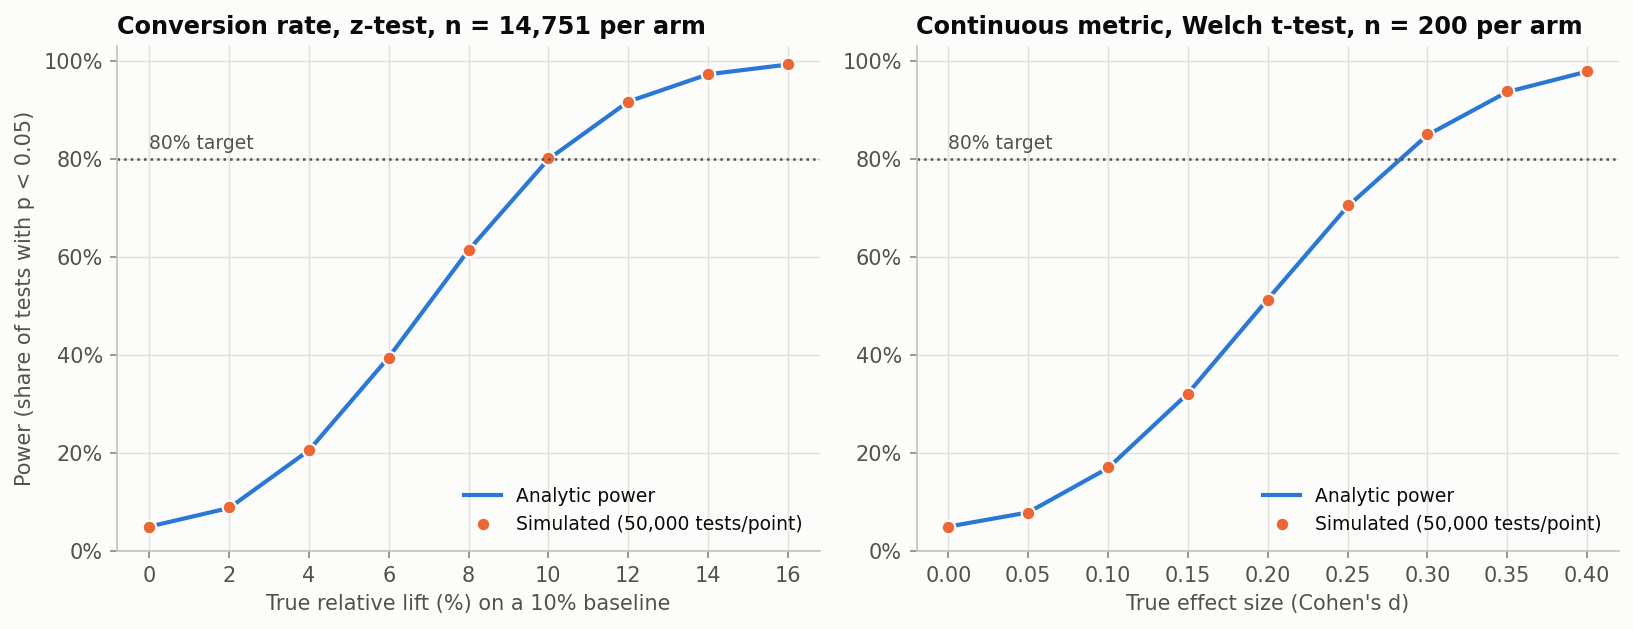 Conversion rate, z-test, n = 14,751 per arm
Power (share of tests with p < 0.05)
100%
80%
60%
40%
20%
0%
80% target
Analytic power
Simulated (50,000 tests/point)
0 2 4 6 8 10 12 14 16
True relative lift (%) on a 10% baseline
Continuous metric, Welch t-test, n = 200 per arm
100%
80%
60%
40%
20%
0%
80% target
Analytic power
Simulated (50,000 tests/point)
0.00 0.05 0.10 0.15 0.20 0.25 0.30 0.35 0.40
True effect size (Cohen's d)